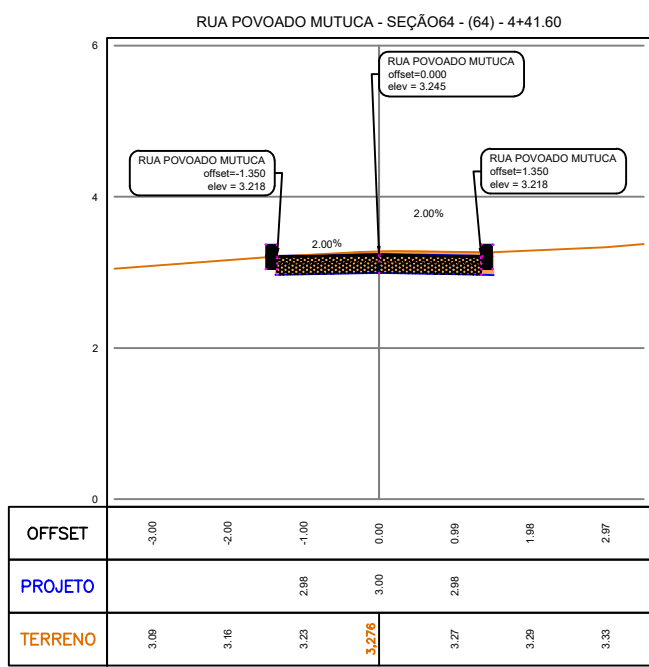 RUA POVOADO MUTUCA - SEÇÃO64 - (64) - 4+41.60
6
RUA POVOADO MUTUCA
offset=0.000
elev = 3.245
RUA POVOADO MUTUCA
offset=-1.350
elev = 3.218
RUA POVOADO MUTUCA
offset=1.350
elev = 3.218
4
2.00%
2.00%
2
0
OFFSET -3.00 -2.00 -1.00 0.00 0.99 1.98 2.97
PROJETO 2.98 3.00 2.98
TERRENO 3.09 3.16 3.23 3,276 3.27 3.29 3.33